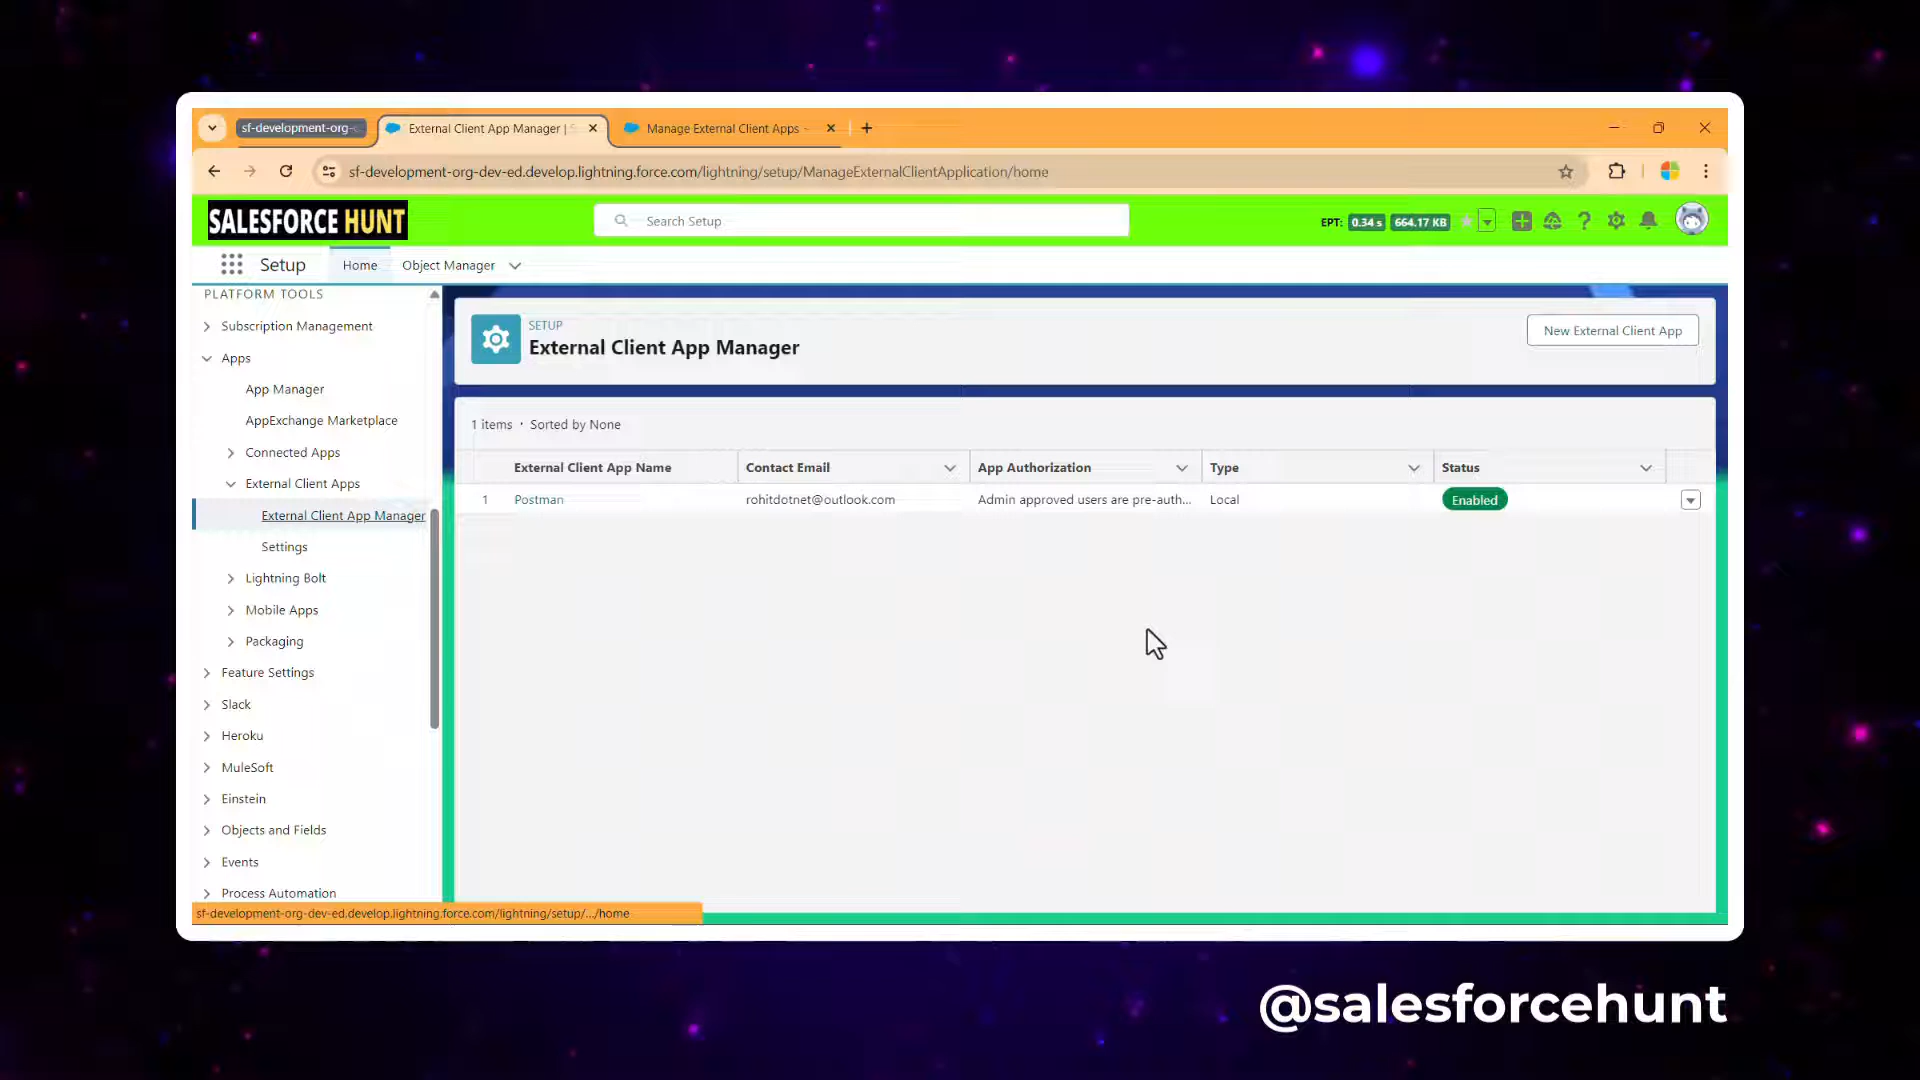 sf-development-org-
External Client App Manager |
Manage External Client Apps
sf-development-org-dev-ed.develop.lightning.force.com/lightning/setup/ManageExternalClientApplication/home
SALESFORCE HUNT
Search Setup
EPT: 0.34 s 664.17 KB
Setup
Home
Object Manager
PLATFORM TOOLS
Subscription Management
Apps
App Manager
AppExchange Marketplace
Connected Apps
External Client Apps
External Client App Manager
Settings
Lightning Bolt
Mobile Apps
Packaging
Feature Settings
Slack
Heroku
MuleSoft
Einstein
Objects and Fields
Events
Process Automation
sf-development-org-dev-ed.develop.lightning.force.com/lightning/setup/.../home
SETUP
External Client App Manager
New External Client App
1 items • Sorted by None
External Client App Name Contact Email App Authorization Type Status
1 Postman rohitdotnet@outlook.com Admin approved users are pre-auth... Local Enabled
@salesforcehunt